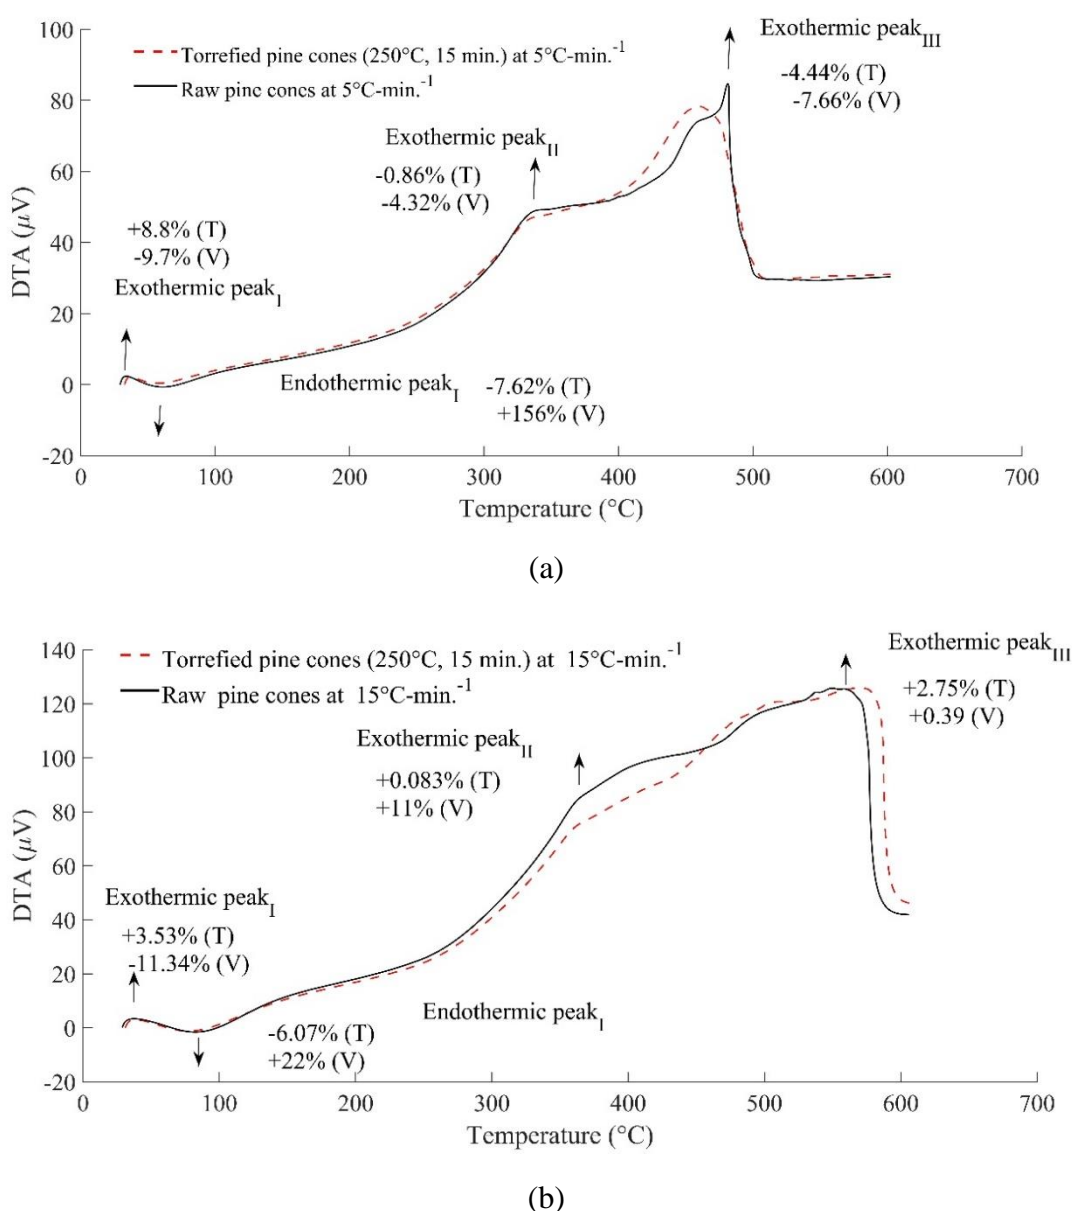 100
80
60
40
20
0
-20
DTA (µV)
Torrefied pine cones (250°C, 15 min.) at 5°C-min.-1
Raw pine cones at 5°C-min.-1
Exothermic peakIII
-4.44% (T)
-7.66% (V)
Exothermic peakII
-0.86% (T)
-4.32% (V)
+8.8% (T)
-9.7% (V)
Exothermic peakI
Endothermic peakI -7.62% (T)
+156% (V)
0 100 200 300 400 500 600 700
Temperature (°C)
(a)
140
120
100
80
60
40
20
0
-20
DTA (µV)
Torrefied pine cones (250°C, 15 min.) at 15°C-min.-1
Raw pine cones at 15°C-min.-1
Exothermic peakIII
+2.75% (T)
+0.39 (V)
Exothermic peakII
+0.083% (T)
+11% (V)
Exothermic peakI
+3.53% (T)
-11.34% (V)
Endothermic peakI
-6.07% (T)
+22% (V)
0 100 200 300 400 500 600 700
Temperature (°C)
(b)